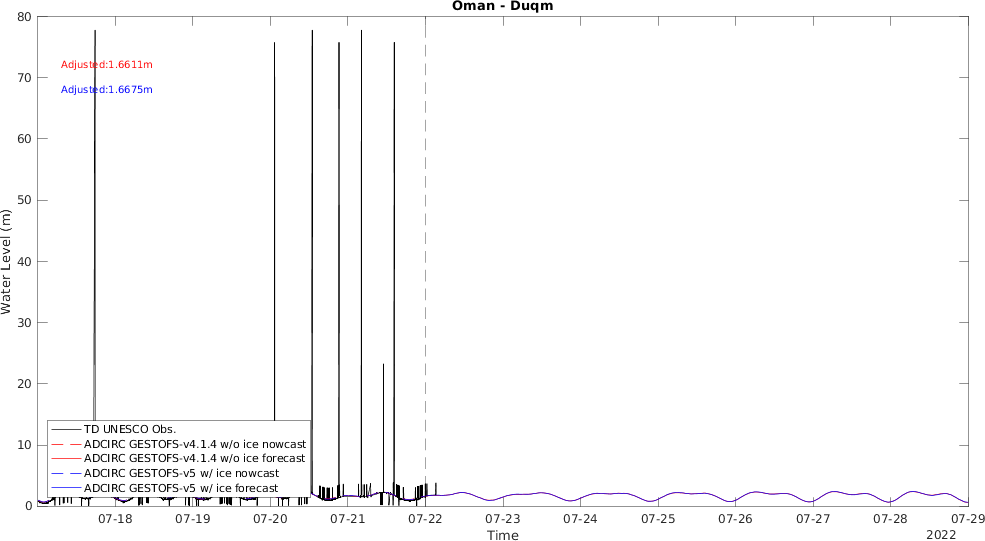 Oman - Duqm
80
70
60
50
40
30
20
10
0
Water Level (m)
Adjusted:1.6611m
Adjusted:1.6675m
TD UNESCO Obs.
ADCIRC GESTOFS-v4.1.4 w/o ice nowcast
ADCIRC GESTOFS-v4.1.4 w/o ice forecast
ADCIRC GESTOFS-v5 w/ ice nowcast
ADCIRC GESTOFS-v5 w/ ice forecast
07-18 07-19 07-20 07-21 07-22 07-23 07-24 07-25 07-26 07-27 07-28 07-29
Time
2022